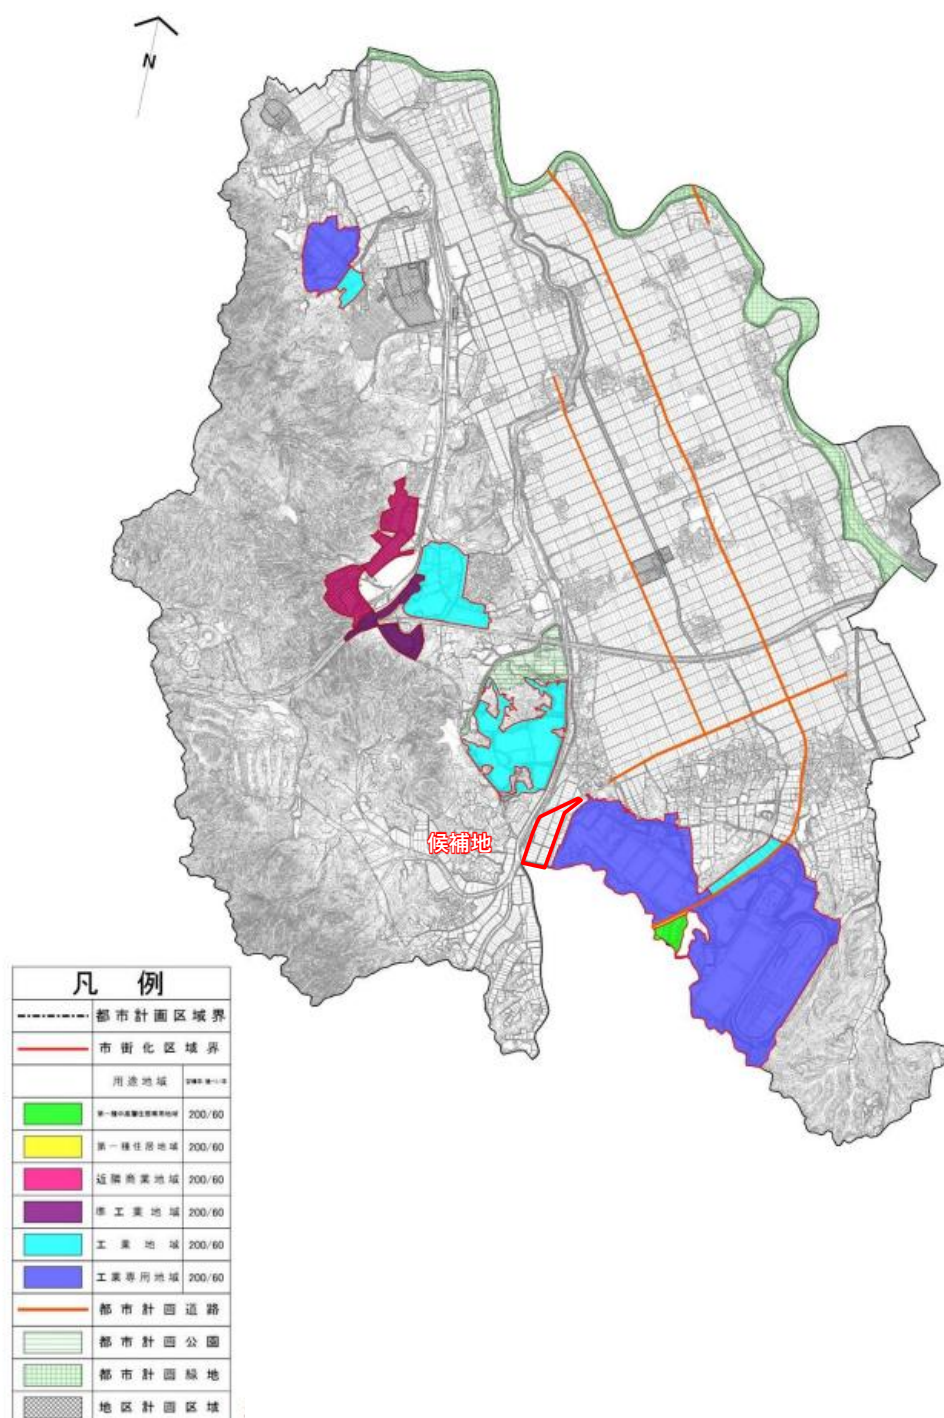 N
候補地
凡 例
都市計画区域界
市街化区域界
用途地域
200/60
第一種住居地域 200/60
近隣商業地域 200/60
準工業地域 200/60
工業地域 200/60
工業専用地域 200/60
都市計画道路
都市計画公園
都市計画緑地
地区計画区域